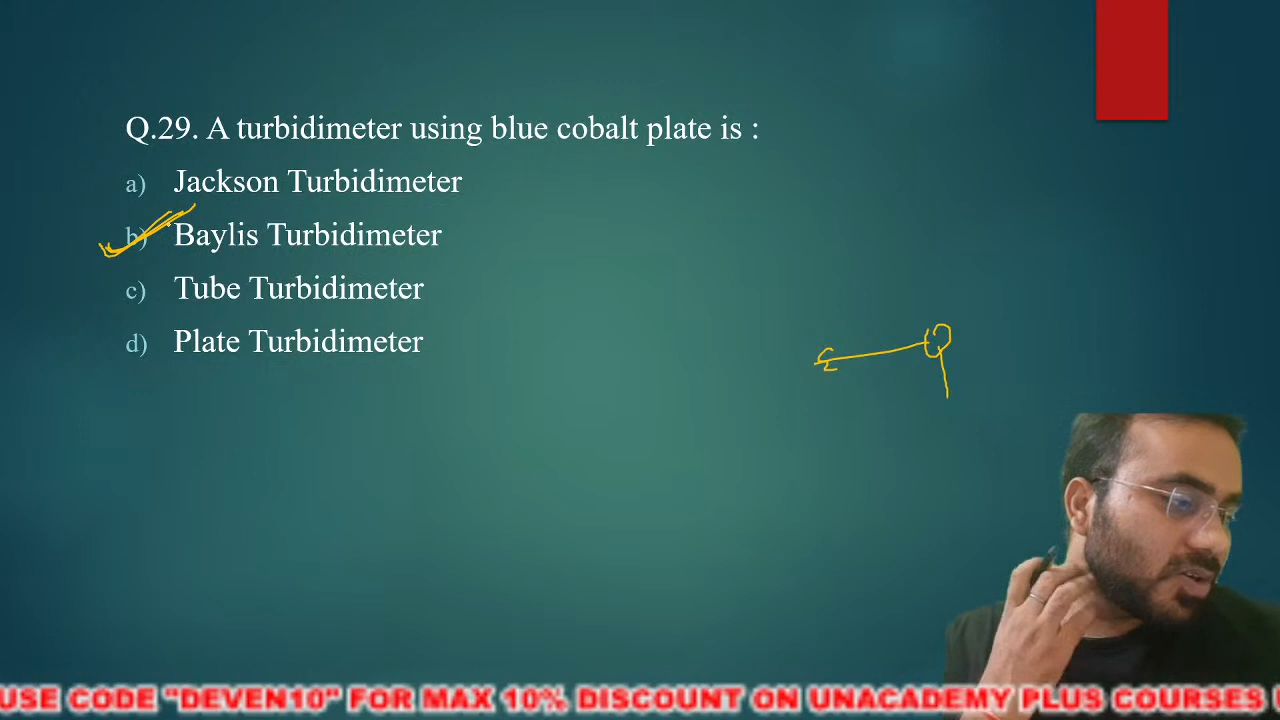 Q.29. A turbidimeter using blue cobalt plate is :
a) Jackson Turbidimeter
b) Baylis Turbidimeter
c) Tube Turbidimeter
d) Plate Turbidimeter
USE CODE "DEVEN10" FOR MAX 10% DISCOUNT ON UNACADEMY PLUS COURSES